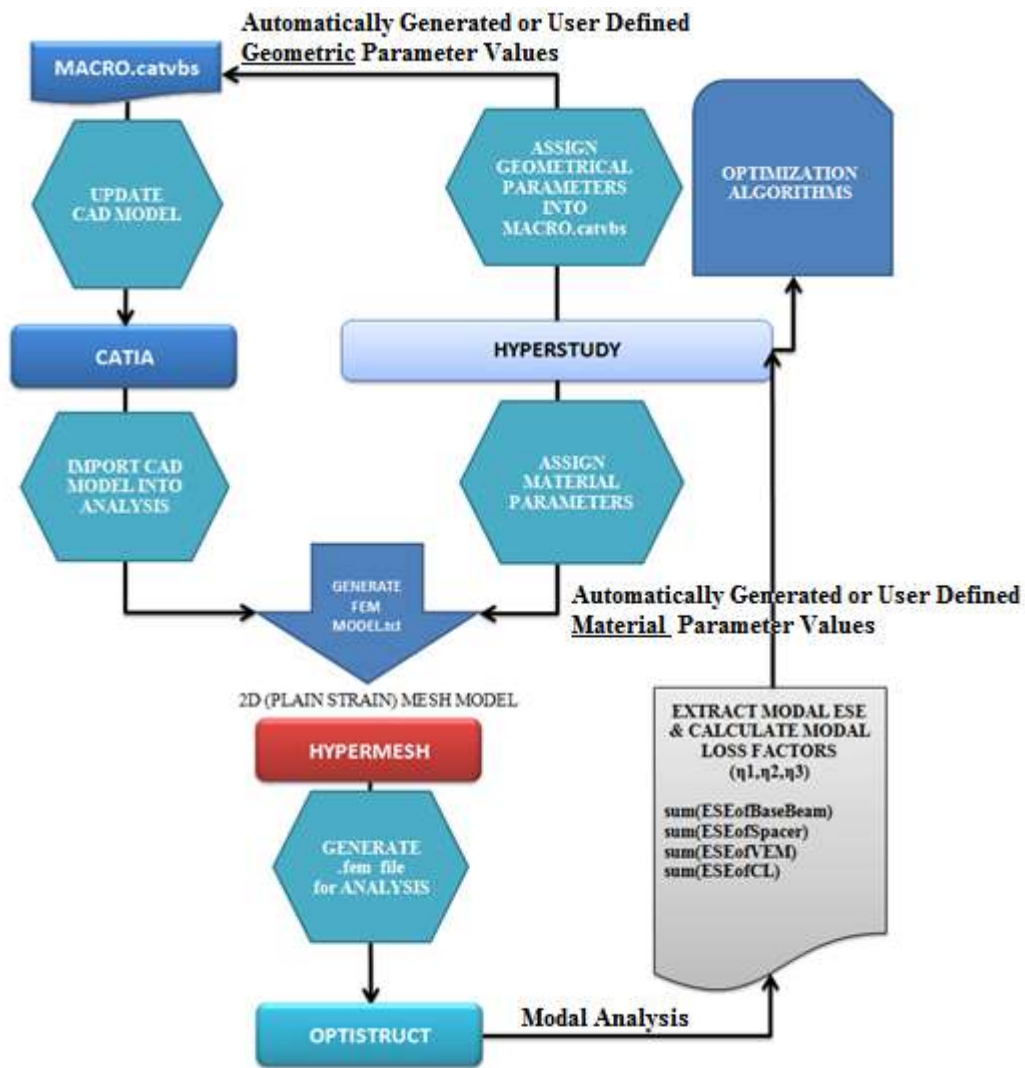 Automatically Generated or User Defined
Geometric Parameter Values
MACRO.catvbs
UPDATE
CAD MODEL
ASSIGN
GEOMETRICAL
PARAMETERS
INTO
MACRO.catvbs
OPTIMIZATION
ALGORITHMS
CATIA
HYPERSTUDY
IMPORT CAD
MODEL INTO
ANALYSIS
ASSIGN
MATERIAL
PARAMETERS
GENERATE
FEM
MODEL.tcl
Automatically Generated or User Defined
Material Parameter Values
2D (PLAIN STRAIN) MESH MODEL
HYPERMESH
GENERATE
.fem file
for ANALYSIS
EXTRACT MODAL ESE
& CALCULATE MODAL
LOSS FACTORS
(η1,η2,η3)
sum(ESEofBaseBeam)
sum(ESEofSpacer)
sum(ESEofVEM)
sum(ESEofCL)
OPTISTRUCT
Modal Analysis